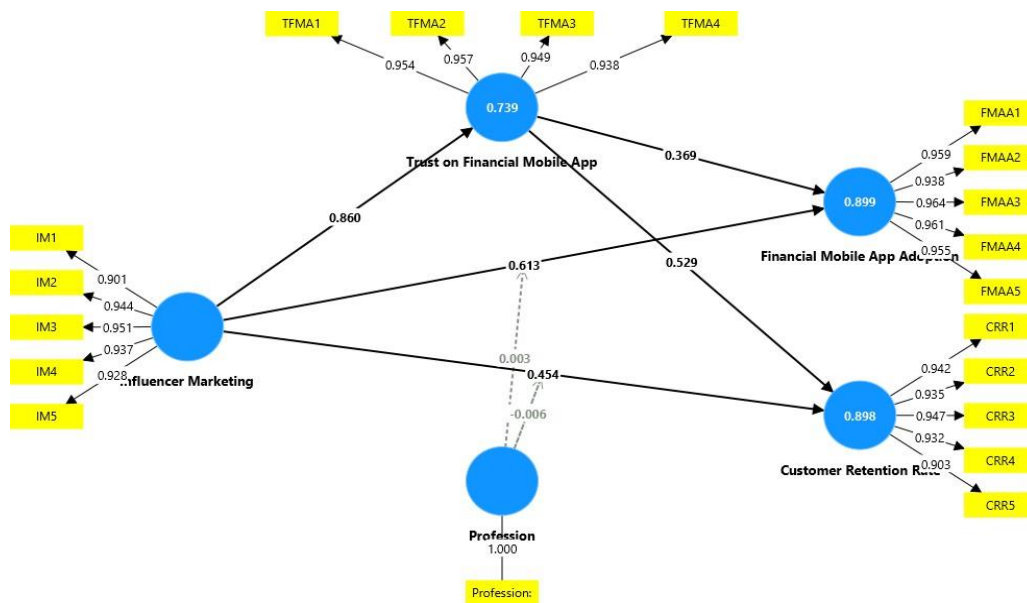 TFMA1
TFMA2
TFMA3
TFMA4
0.954
0.957
0.949
0.938
0.739
Trust on Financial Mobile App
FMAA1
FMAA2
FMAA3
FMAA4
FMAA5
0.959
0.938
0.964
0.961
0.955
0.899
Financial Mobile App Adoption
0.369
0.860
0.613
0.529
0.454
0.003
-0.006
IM1
IM2
IM3
IM4
IM5
0.901
0.944
0.951
0.937
0.928
Influencer Marketing
CRR1
CRR2
CRR3
CRR4
CRR5
0.942
0.935
0.947
0.932
0.903
0.898
Customer Retention Rate
Profession
1.000
Profession: